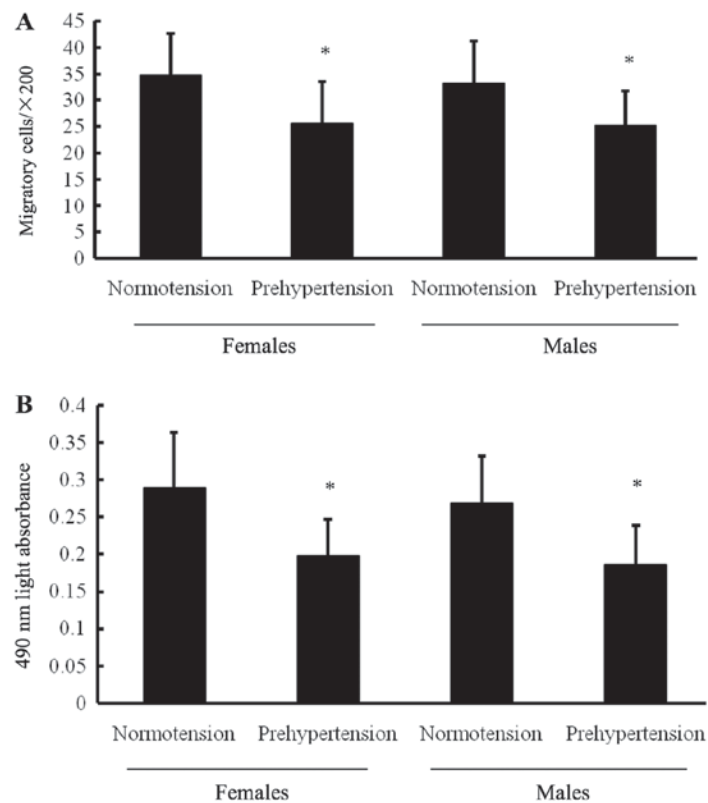 A
45
40
35
30
25
20
15
10
5
0
Migratory cells/×200
*
*
Normotension Prehypertension Normotension Prehypertension
Females Males
B
0.4
0.35
0.3
0.25
0.2
0.15
0.1
0.05
0
490 nm light absorbance
*
*
Normotension Prehypertension Normotension Prehypertension
Females Males